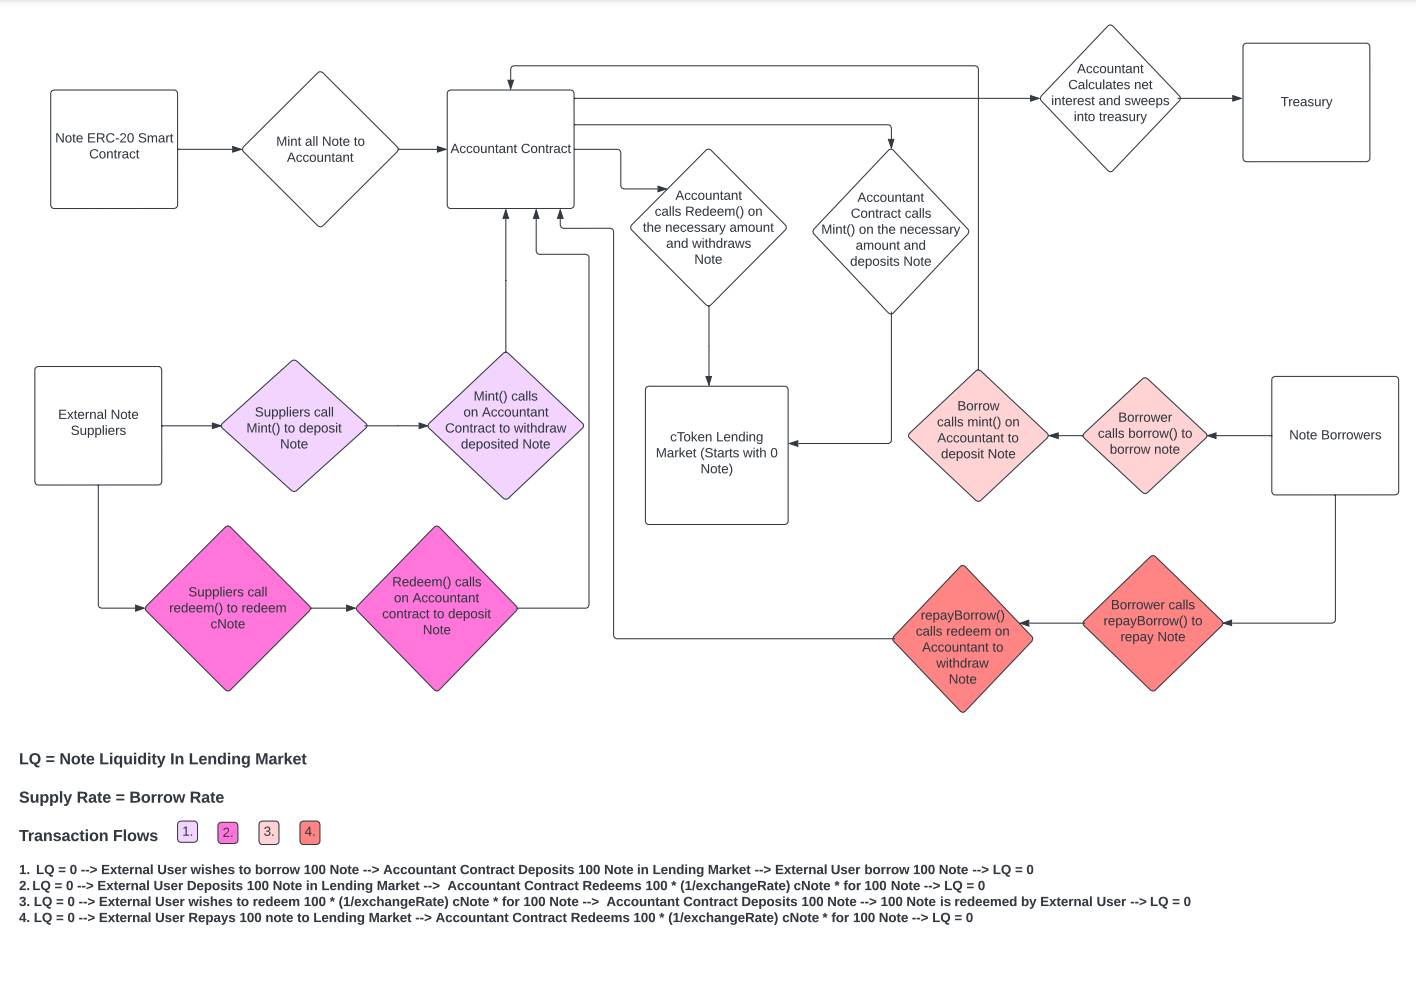 Note ERC-20 Smart
Contract
Mint all Note to
Accountant
Accountant Contract
Accountant
Calculates net
interest and sweeps
into treasury
Treasury
Accountant
calls Redeem() on
the necessary amount
and withdraws
Note
Accountant
Contract calls
Mint() on the necessary
amount and
deposits Note
External Note
Suppliers
Suppliers call
Mint() to deposit
Note
Mint() calls
on Accountant
Contract to withdraw
deposited Note
cToken Lending
Market (Starts with 0
Note)
Borrow
calls mint() on
Accountant to
deposit Note
Borrower
calls borrow() to
borrow note
Note Borrowers
Suppliers call
redeem() to redeem
cNote
Redeem() calls
on Accountant
contract to deposit
Note
repayBorrow()
calls redeem on
Accountant to
withdraw
Note
Borrower calls
repayBorrow() to
repay Note
LQ = Note Liquidity In Lending Market
Supply Rate = Borrow Rate
Transaction Flows 1. 2. 3. 4.
1. LQ = 0 --> External User wishes to borrow 100 Note --> Accountant Contract Deposits 100 Note in Lending Market --> External User borrow 100 Note --> LQ = 0
2. LQ = 0 --> External User Deposits 100 Note in Lending Market --> Accountant Contract Redeems 100 * (1/exchangeRate) cNote * for 100 Note --> LQ = 0
3. LQ = 0 --> External User wishes to redeem 100 * (1/exchangeRate) cNote * for 100 Note --> Accountant Contract Deposits 100 Note --> 100 Note is redeemed by External User --> LQ = 0
4. LQ = 0 --> External User Repays 100 note to Lending Market --> Accountant Contract Redeems 100 * (1/exchangeRate) cNote * for 100 Note --> LQ = 0